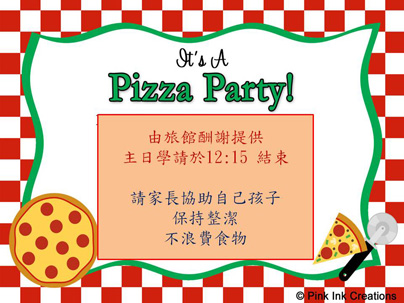 It's A
Pizza Party!
由旅館酬謝提供
主日學請於12:15 結束
請家長協助自己孩子
保持整潔
不浪費食物
© Pink Ink Creations